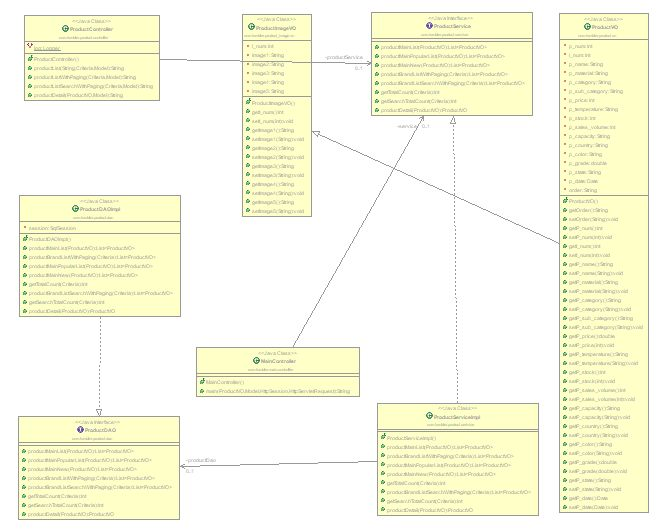 <<Java Class>>
ProductController
log: Logger
ProductController()
productList(String,Criteria,Model):String
productListWithPaging(Criteria,Model):String
productListSearchWithPaging(Criteria,Model):String
productDetail(ProductVO,Model):String
<<Java Class>>
ProductImageVO
i_num: int
image1: String
image2: String
image3: String
image4: String
image5: String
ProductImageVO()
getI_num():int
setI_num(int):void
getImage1():String
setImage1(String):void
getImage2():String
setImage2(String):void
getImage3():String
setImage3(String):void
getImage4():String
setImage4(String):void
getImage5():String
setImage5(String):void
-productService
0..1
<<Java Interface>>
ProductService
productMainList(ProductVO):List<ProductVO>
productMainPopularList(ProductVO):List<ProductVO>
productMainNew(ProductVO):List<ProductVO>
productBrandListWithPaging(Criteria):List<ProductVO>
productBrandListSearchWithPaging(Criteria):List<ProductVO>
getTotalCount(Criteria):int
getSearchTotalCount(Criteria):int
productDetail(ProductVO):ProductVO
-service
0..1
<<Java Class>>
ProductVO
p_num: int
i_num: int
p_name: String
p_material: String
p_category: String
p_sub_category: String
p_price: int
p_temperature: String
p_stock: int
p_sales_volume: int
p_capacity: String
p_country: String
p_color: String
p_grade: double
p_state: String
p_date: Date
order: String
ProductVO()
getOrder():String
setOrder(String):void
getP_num():int
setP_num(int):void
getI_num():int
setI_num(int):void
getP_name():String
setP_name(String):void
getP_material():String
setP_material(String):void
getP_category():String
setP_category(String):void
getP_sub_category():String
setP_sub_category(String):void
getP_price():double
setP_price(int):void
getP_temperature():String
setP_temperature(String):void
getP_stock():int
setP_stock(int):void
getP_sales_volume():int
setP_sales_volume(int):void
getP_capacity():String
setP_capacity(String):void
getP_country():String
setP_country(String):void
getP_color():String
setP_color(String):void
getP_grade():double
setP_grade(double):void
getP_state():String
setP_state(String):void
getP_date():Date
setP_date(Date):void
<<Java Class>>
ProductDAOImpl
session: SqlSession
ProductDAOImpl()
productMainList(ProductVO):List<ProductVO>
productBrandListWithPaging(Criteria):List<ProductVO>
productMainPopularList(ProductVO):List<ProductVO>
productMainNew(ProductVO):List<ProductVO>
getTotalCount(Criteria):int
productBrandListSearchWithPaging(Criteria):List<ProductVO>
getSearchTotalCount(Criteria):int
productDetail(ProductVO):ProductVO
<<Java Class>>
MainController
MainController()
main(ProductVO,Model,HttpSession,HttpServletRequest):String
<<Java Interface>>
ProductDAO
productMainList(ProductVO):List<ProductVO>
productMainPopularList(ProductVO):List<ProductVO>
productMainNew(ProductVO):List<ProductVO>
productBrandListWithPaging(Criteria):List<ProductVO>
productBrandListSearchWithPaging(Criteria):List<ProductVO>
getTotalCount(Criteria):int
getSearchTotalCount(Criteria):int
productDetail(ProductVO):ProductVO
-productDao
0..1
<<Java Class>>
ProductServiceImpl
ProductServiceImpl()
productMainList(ProductVO):List<ProductVO>
productBrandListWithPaging(Criteria):List<ProductVO>
productMainPopularList(ProductVO):List<ProductVO>
productMainNew(ProductVO):List<ProductVO>
getTotalCount(Criteria):int
productBrandListSearchWithPaging(Criteria):List<ProductVO>
getSearchTotalCount(Criteria):int
productDetail(ProductVO):ProductVO